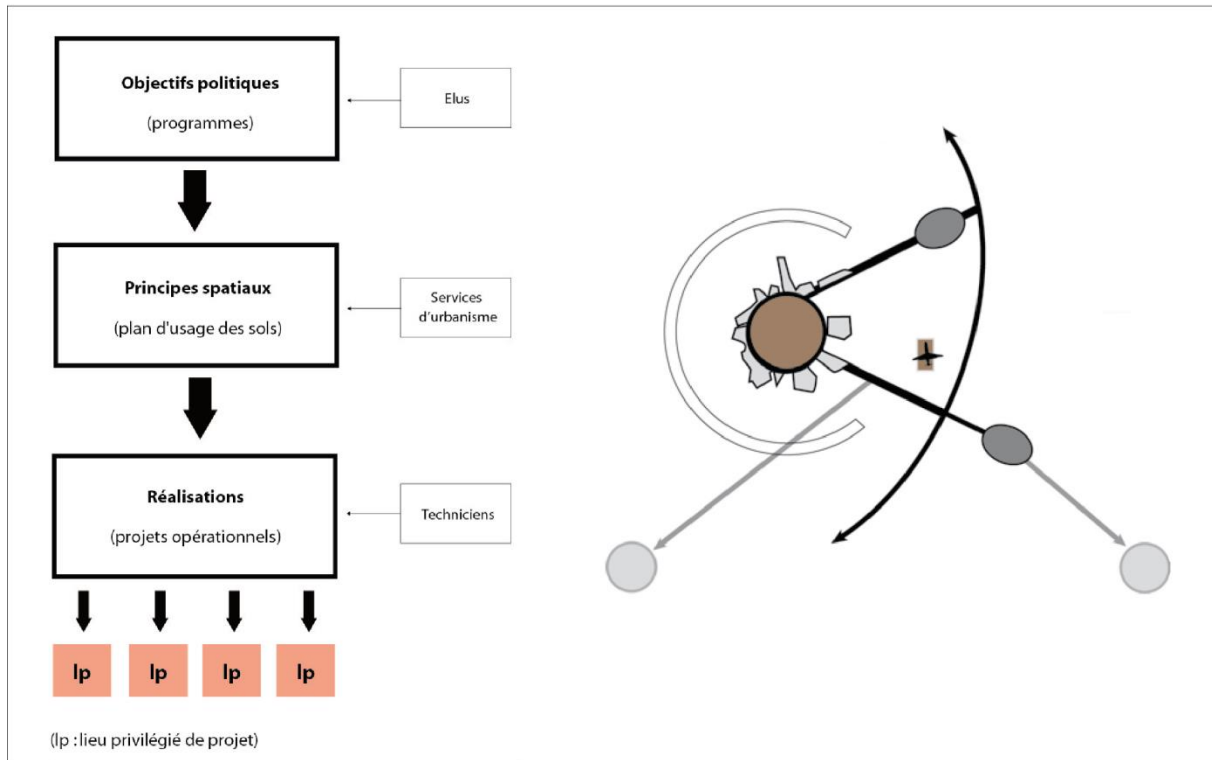 Objectifs politiques
(programmes)
Elus
Principes spatiaux
(plan d'usage des sols)
Services
d'urbanisme
Réalisations
(projets opérationnels)
Techniciens
lp
lp
lp
lp
(lp : lieu privilégié de projet)